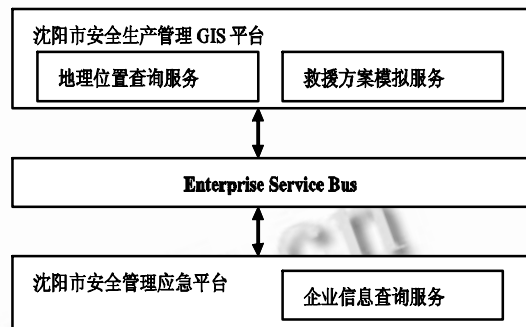 沈阳市安全生产管理 GIS 平台
地理位置查询服务
救援方案模拟服务
Enterprise Service Bus
沈阳市安全管理应急平台
企业信息查询服务